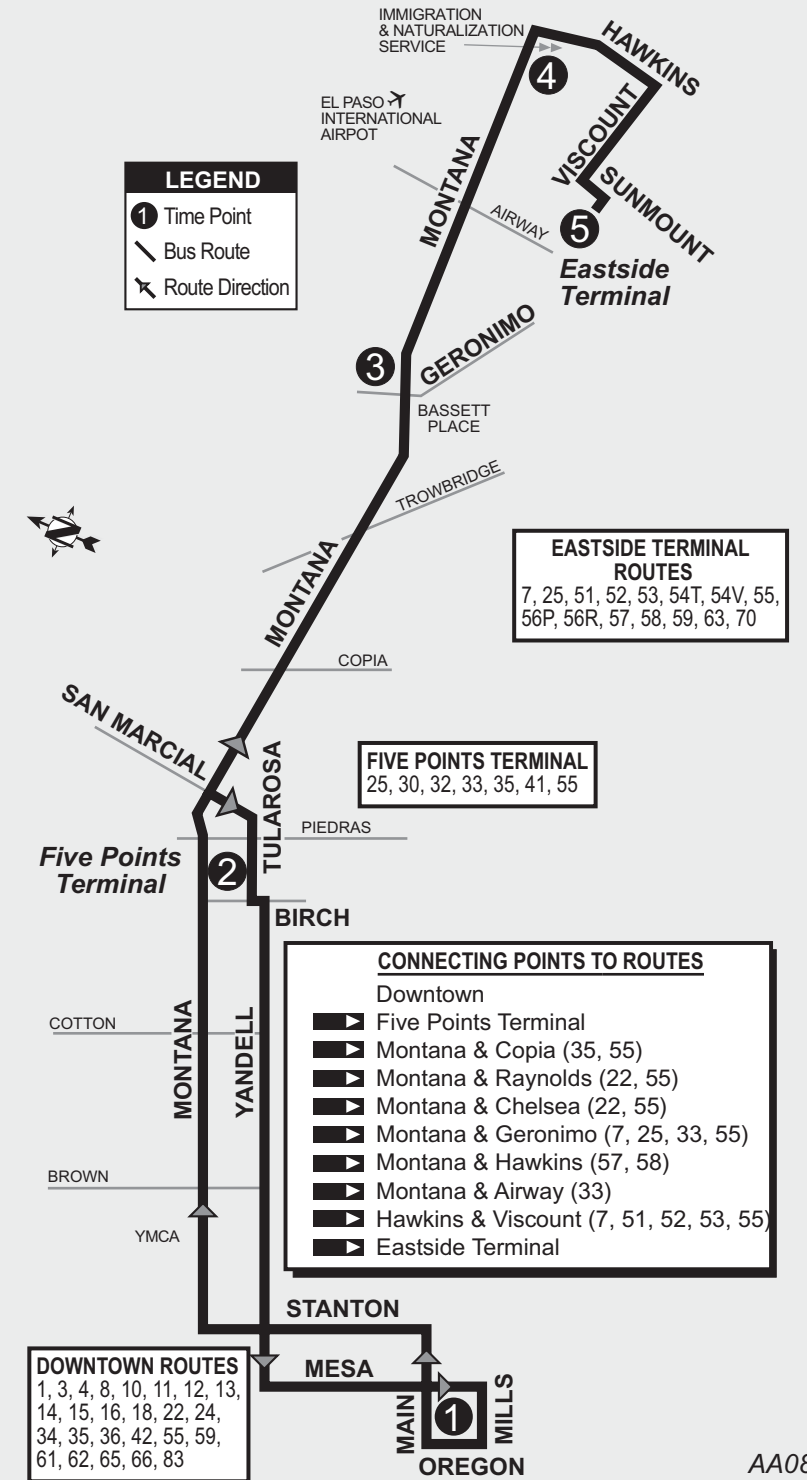 IMMIGRATION
& NATURALIZATION
SERVICE
HAWKINS
4
EL PASO
INTERNATIONAL
AIRPOT
VISCOUNT
SUNMOUNT
MONTANA
AIRWAY
5
Eastside
Terminal
LEGEND
1 Time Point
Bus Route
Route Direction
3
GERONIMO
BASSETT
PLACE
TROWBRIDGE
N
MONTANA
EASTSIDE TERMINAL
ROUTES
7, 25, 51, 52, 53, 54T, 54V, 55,
56P, 56R, 57, 58, 59, 63, 70
COPIA
SAN MARCIAL
TULAROSA
FIVE POINTS TERMINAL
25, 30, 32, 33, 35, 41, 55
PIEDRAS
Five Points
Terminal
2
BIRCH
CONNECTING POINTS TO ROUTES
Downtown
Five Points Terminal
Montana & Copia (35, 55)
Montana & Raynolds (22, 55)
Montana & Chelsea (22, 55)
Montana & Geronimo (7, 25, 33, 55)
Montana & Hawkins (57, 58)
Montana & Airway (33)
Hawkins & Viscount (7, 51, 52, 53, 55)
Eastside Terminal
COTTON
MONTANA
YANDELL
BROWN
YMCA
STANTON
MESA
MAIN
1
MILLS
OREGON
DOWNTOWN ROUTES
1, 3, 4, 8, 10, 11, 12, 13,
14, 15, 16, 18, 22, 24,
34, 35, 36, 42, 55, 59,
61, 62, 65, 66, 83
AA08